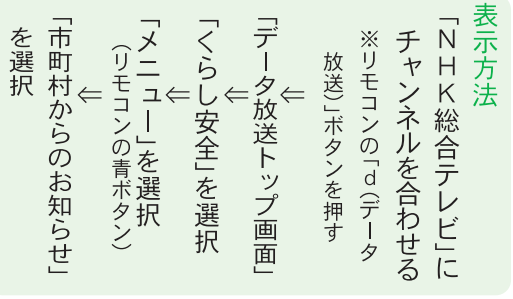 表示方法
「ＮＨＫ総合テレビ」に
チャンネルを合わせる
※リモコンの「ｄ（データ
放送）」ボタンを押す
⇐
「データ放送トップ画面」
⇐
「くらし安全」を選択
⇐
「メニュー」を選択
（リモコンの青ボタン）
⇐
「市町村からのお知らせ」
を選択